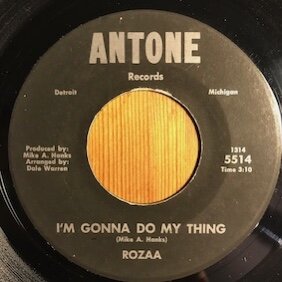 ANTONE
Records
Detroit Michigan
Produced by:
Mike A. Hanks
Arranged by:
Dale Warren
1314
5514
Time 3:10
I'M GONNA DO MY THING
(Mike A. Hanks)
ROZAA